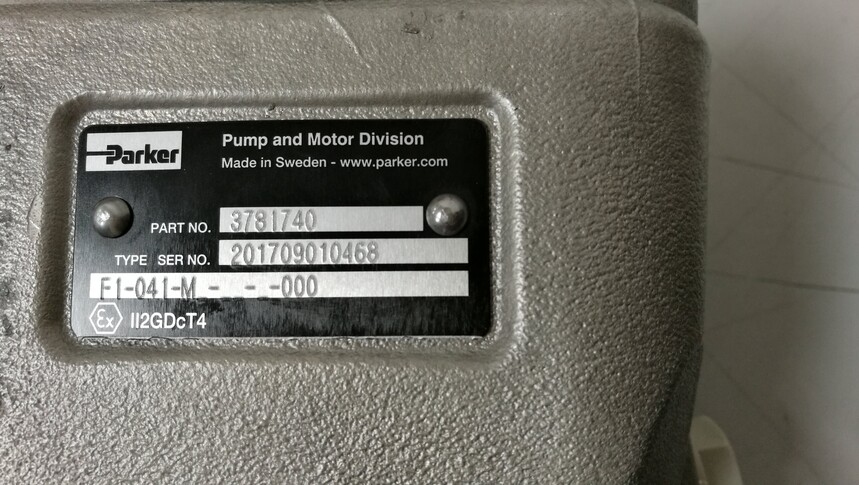 Parker
Pump and Motor Division
Made in Sweden - www.parker.com
PART NO. 3781740
TYPE SER NO. 201709010468
F1-041-M -_ _-_-000
Ex II2GDcT4